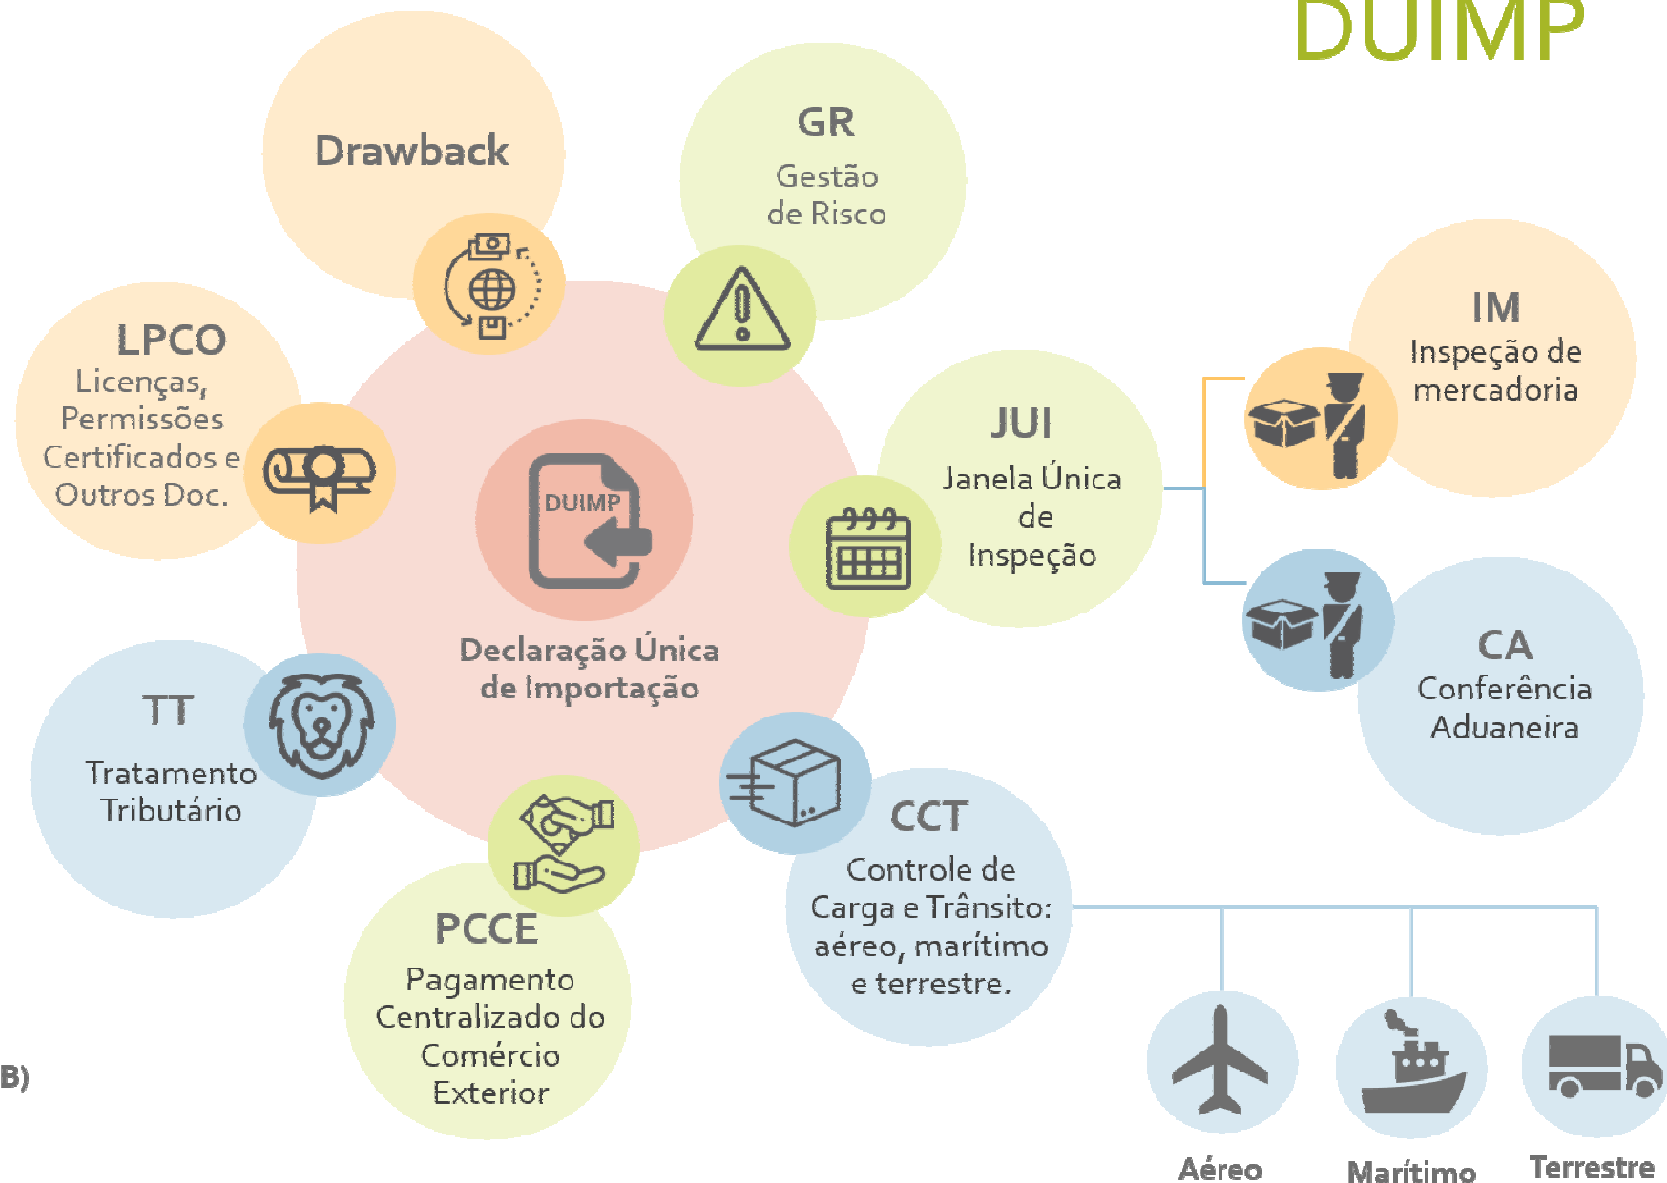 DUIMP
Drawback
GR
Gestão
de Risco
LPCO
Licenças,
Permissões
Certificados e
Outros Doc.
DUIMP
Declaração Única
de Importação
JUI
Janela Única
de
Inspeção
IM
Inspeção de
mercadoria
CA
Conferência
Aduaneira
TT
Tratamento
Tributário
PCCE
Pagamento
Centralizado do
Comércio
Exterior
CCT
Controle de
Carga e Trânsito:
aéreo, marítimo
e terrestre.
B)
Aéreo
Marítimo
Terrestre